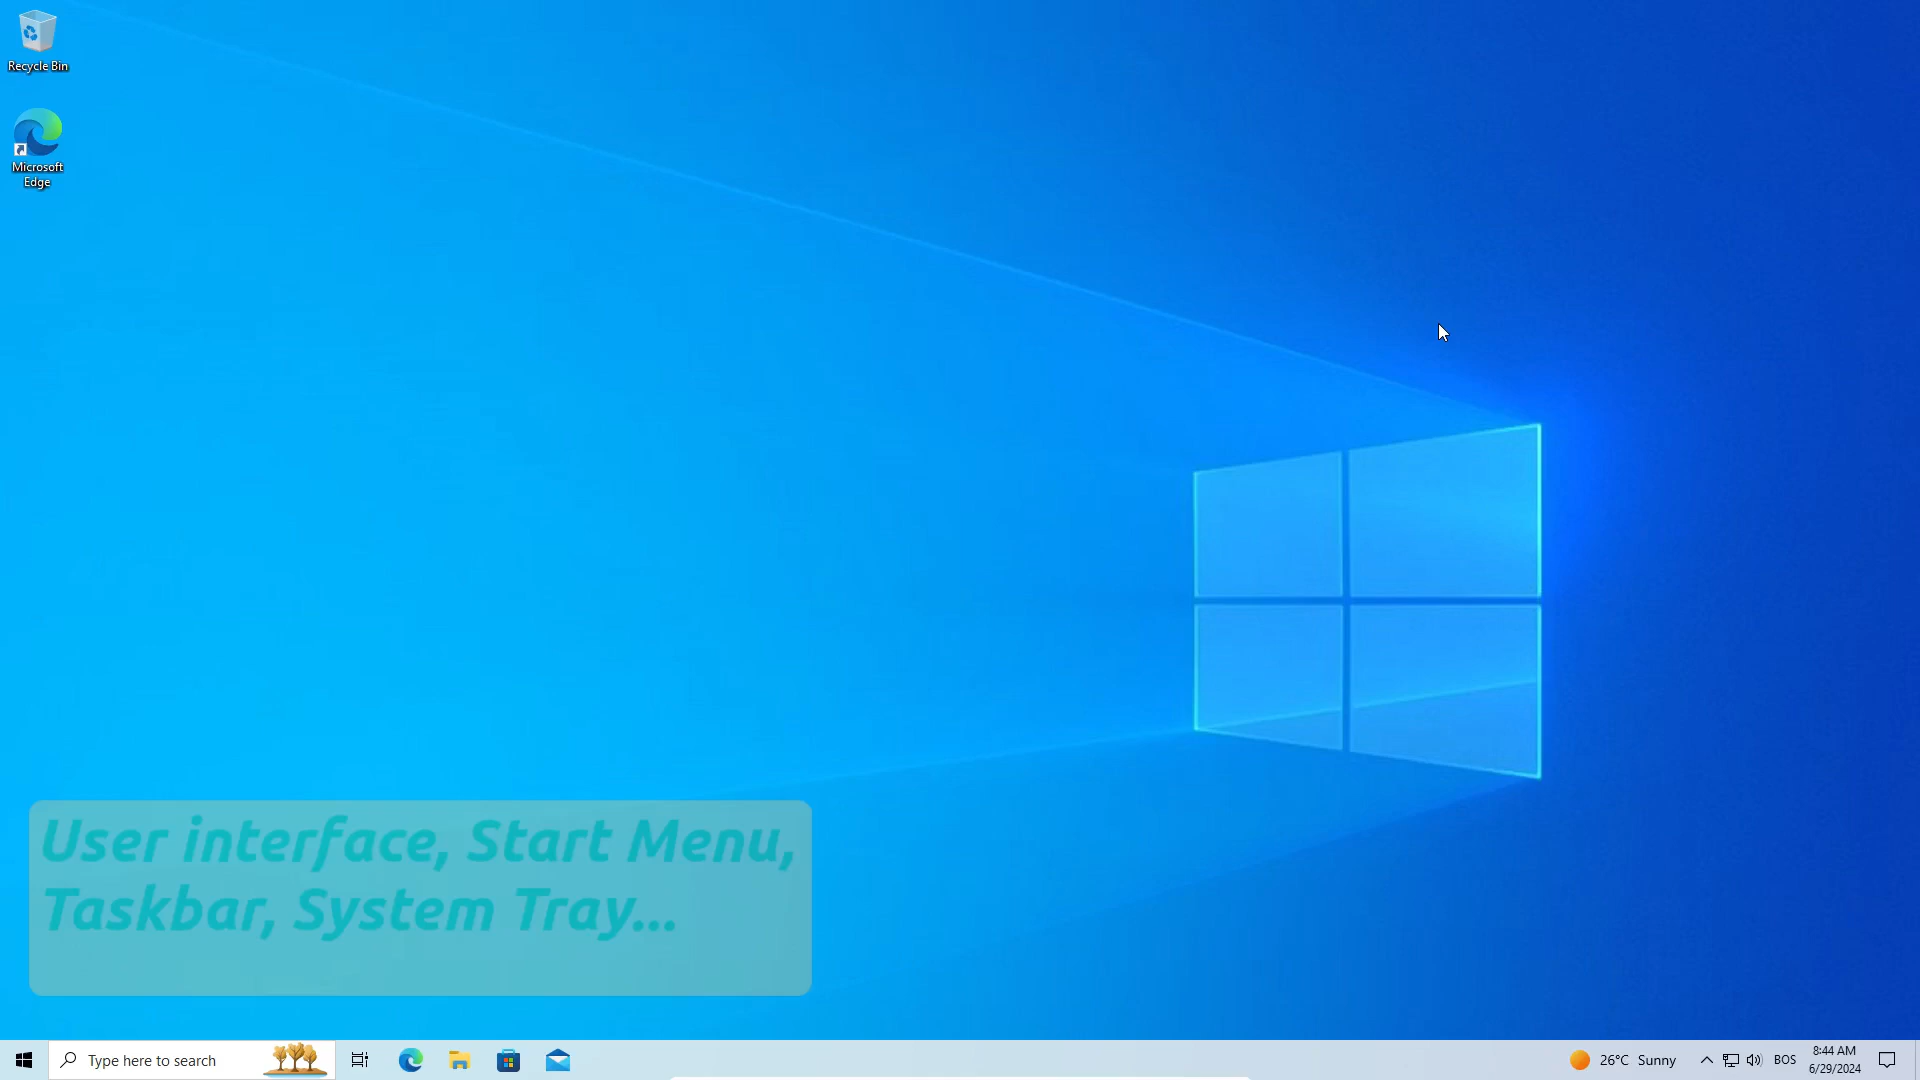 Recycle Bin
Microsoft
Edge
User interface, Start Menu,
Taskbar, System Tray...
Type here to search
26°C Sunny
BOS
8:44 AM
6/29/2024